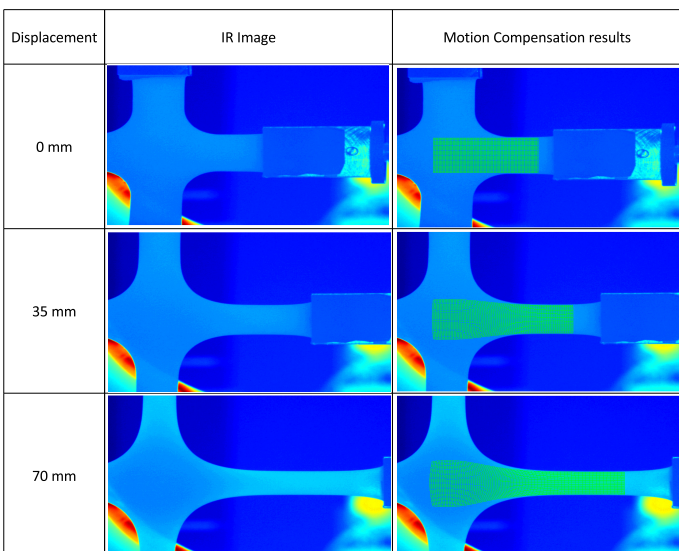 Displacement
IR Image
Motion Compensation results
0 mm
35 mm
70 mm